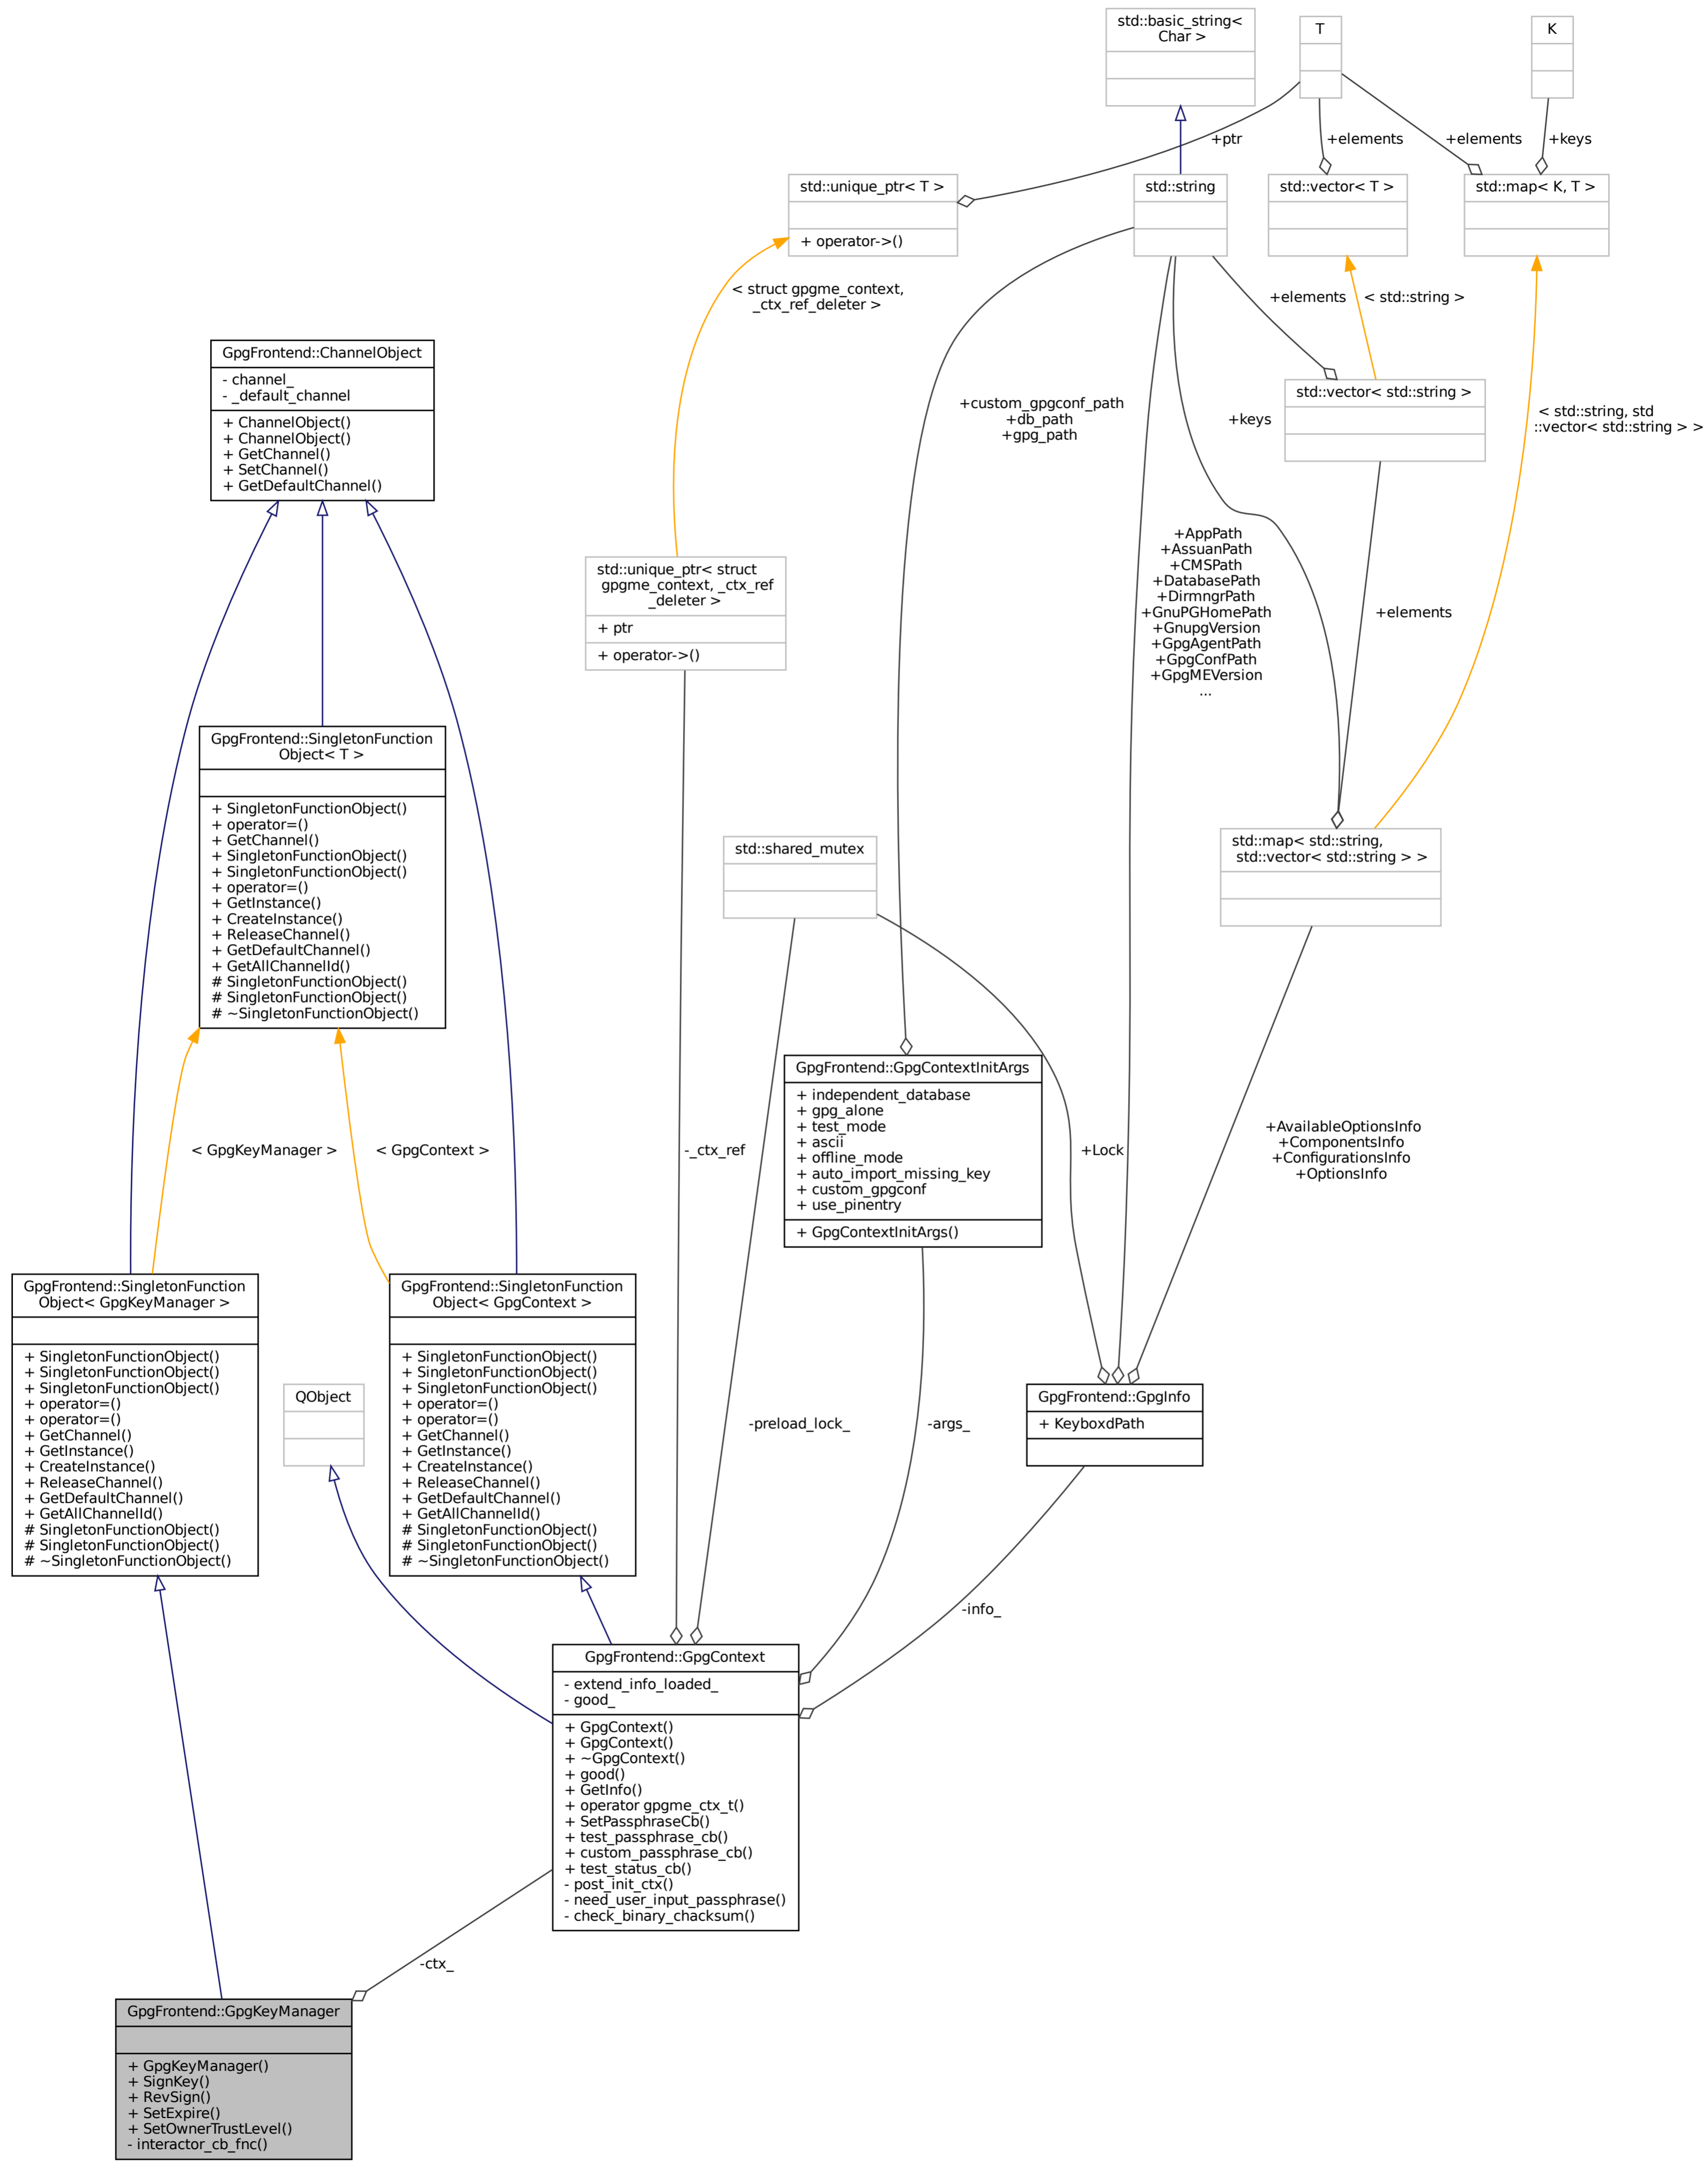 std::basic_string<
Char >
T
K
+ptr
+elements
+elements
+keys
std::unique_ptr< T >
+ operator->()
std::string
std::vector< T >
std::map< K, T >
< struct gpgme_context,
_ctx_ref_deleter >
+elements
< std::string >
GpgFrontend::ChannelObject
- channel_
- _default_channel
+ ChannelObject()
+ ChannelObject()
+ GetChannel()
+ SetChannel()
+ GetDefaultChannel()
+custom_gpgconf_path
+db_path
+gpg_path
+keys
std::vector< std::string >
< std::string, std
::vector< std::string > >
std::unique_ptr< struct
gpgme_context, _ctx_ref
_deleter >
+ ptr
+ operator->()
+AppPath
+AssuanPath
+CMSPath
+DatabasePath
+DirmngrPath
+GnuPGHomePath
+GnupgVersion
+GpgAgentPath
+GpgConfPath
+GpgMEVersion
...
+elements
GpgFrontend::SingletonFunction
Object< T >
+ SingletonFunctionObject()
+ operator=()
+ GetChannel()
+ SingletonFunctionObject()
+ SingletonFunctionObject()
+ operator=()
+ GetInstance()
+ CreateInstance()
+ ReleaseChannel()
+ GetDefaultChannel()
+ GetAllChannelId()
# SingletonFunctionObject()
# SingletonFunctionObject()
# ~SingletonFunctionObject()
std::shared_mutex
std::map< std::string,
std::vector< std::string > >
< GpgKeyManager >
< GpgContext >
-_ctx_ref
GpgFrontend::GpgContextInitArgs
+ independent_database
+ gpg_alone
+ test_mode
+ ascii
+ offline_mode
+ auto_import_missing_key
+ custom_gpgconf
+ use_pinentry
+ GpgContextInitArgs()
+Lock
+AvailableOptionsInfo
+ComponentsInfo
+ConfigurationsInfo
+OptionsInfo
GpgFrontend::SingletonFunction
Object< GpgKeyManager >
+ SingletonFunctionObject()
+ SingletonFunctionObject()
+ SingletonFunctionObject()
+ operator=()
+ operator=()
+ GetChannel()
+ GetInstance()
+ CreateInstance()
+ ReleaseChannel()
+ GetDefaultChannel()
+ GetAllChannelId()
# SingletonFunctionObject()
# SingletonFunctionObject()
# ~SingletonFunctionObject()
QObject
GpgFrontend::SingletonFunction
Object< GpgContext >
+ SingletonFunctionObject()
+ SingletonFunctionObject()
+ SingletonFunctionObject()
+ operator=()
+ operator=()
+ GetChannel()
+ GetInstance()
+ CreateInstance()
+ ReleaseChannel()
+ GetDefaultChannel()
+ GetAllChannelId()
# SingletonFunctionObject()
# SingletonFunctionObject()
# ~SingletonFunctionObject()
-preload_lock_
-args_
GpgFrontend::GpgInfo
+ KeyboxdPath
-info_
GpgFrontend::GpgContext
- extend_info_loaded_
- good_
+ GpgContext()
+ GpgContext()
+ ~GpgContext()
+ good()
+ GetInfo()
+ operator gpgme_ctx_t()
+ SetPassphraseCb()
+ test_passphrase_cb()
+ custom_passphrase_cb()
+ test_status_cb()
- post_init_ctx()
- need_user_input_passphrase()
- check_binary_chacksum()
-ctx_
GpgFrontend::GpgKeyManager
+ GpgKeyManager()
+ SignKey()
+ RevSign()
+ SetExpire()
+ SetOwnerTrustLevel()
- interactor_cb_fnc()